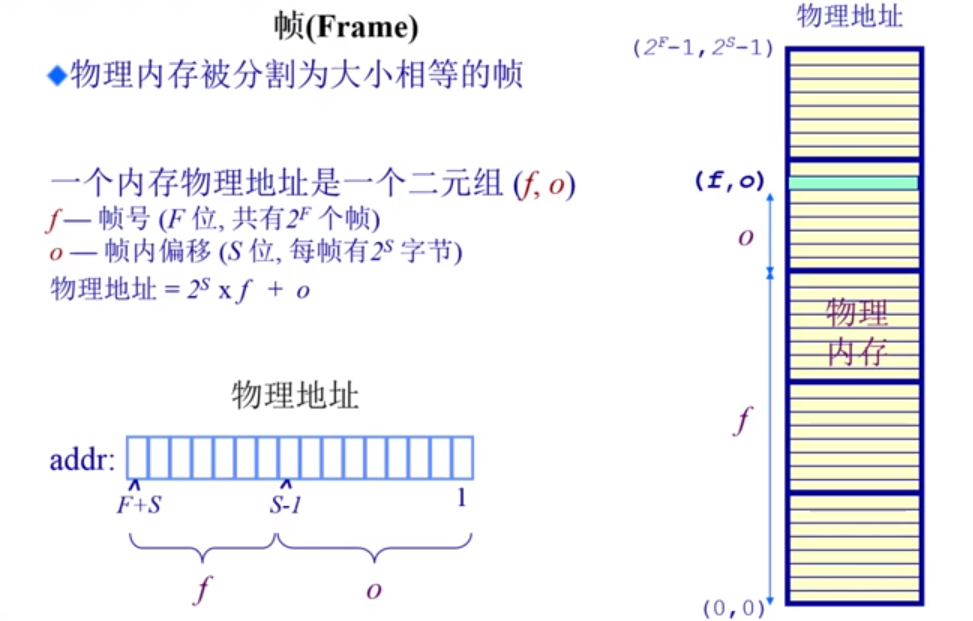 帧(Frame)
◆物理内存被分割为大小相等的帧
一个内存物理地址是一个二元组 (f, o)
f— 帧号 (F 位, 共有2^F 个帧)
o — 帧内偏移 (S 位, 每帧有2^S 字节)
物理地址 = 2^S x f + o
物理地址
addr:
F+S
S-1
1
f
o
物理地址
(2^F-1,2^S-1)
(f,o)
o
物理
内存
f
(0,0)